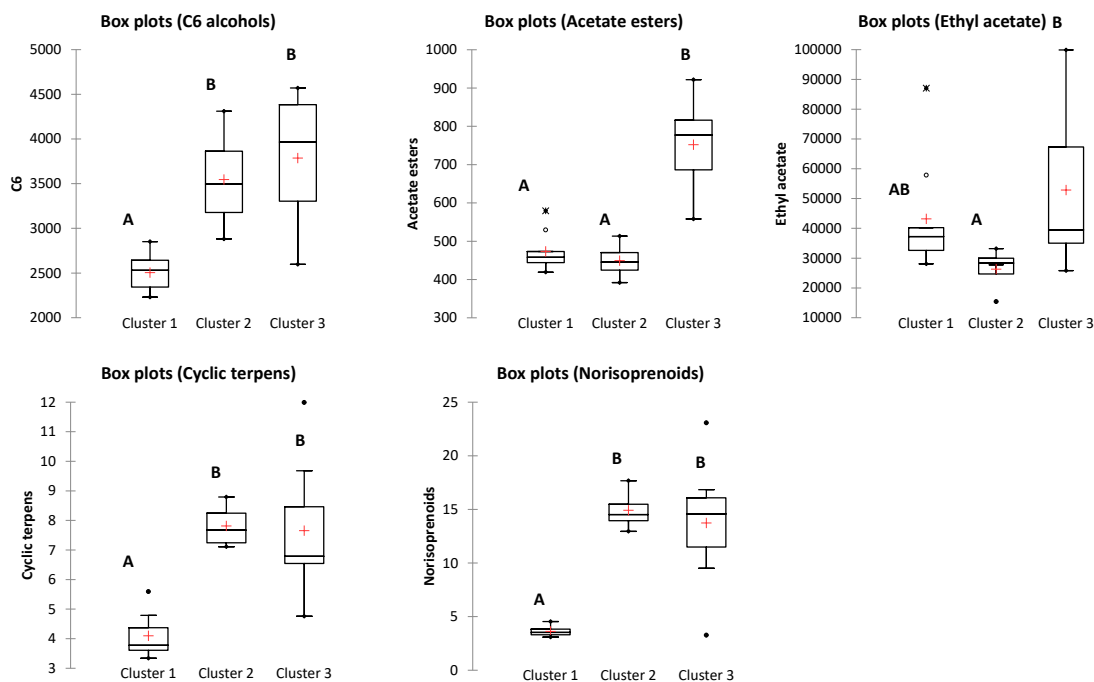 Box plots (C6 alcohols)
5000
4500
4000
3500
3000
2500
2000
C6
A
B
B
Cluster 1
Cluster 2
Cluster 3
Box plots (Acetate esters)
1000
900
800
700
600
500
400
300
Acetate esters
A
A
B
Cluster 1
Cluster 2
Cluster 3
Box plots (Ethyl acetate) B
100000
90000
80000
70000
60000
50000
40000
30000
20000
10000
Ethyl acetate
AB
A
Cluster 1
Cluster 2
Cluster 3
Box plots (Cyclic terpens)
12
11
10
9
8
7
6
5
4
3
Cyclic terpens
A
B
B
Cluster 1
Cluster 2
Cluster 3
Box plots (Norisoprenoids)
25
20
15
10
5
0
Norisoprenoids
A
B
B
Cluster 1
Cluster 2
Cluster 3